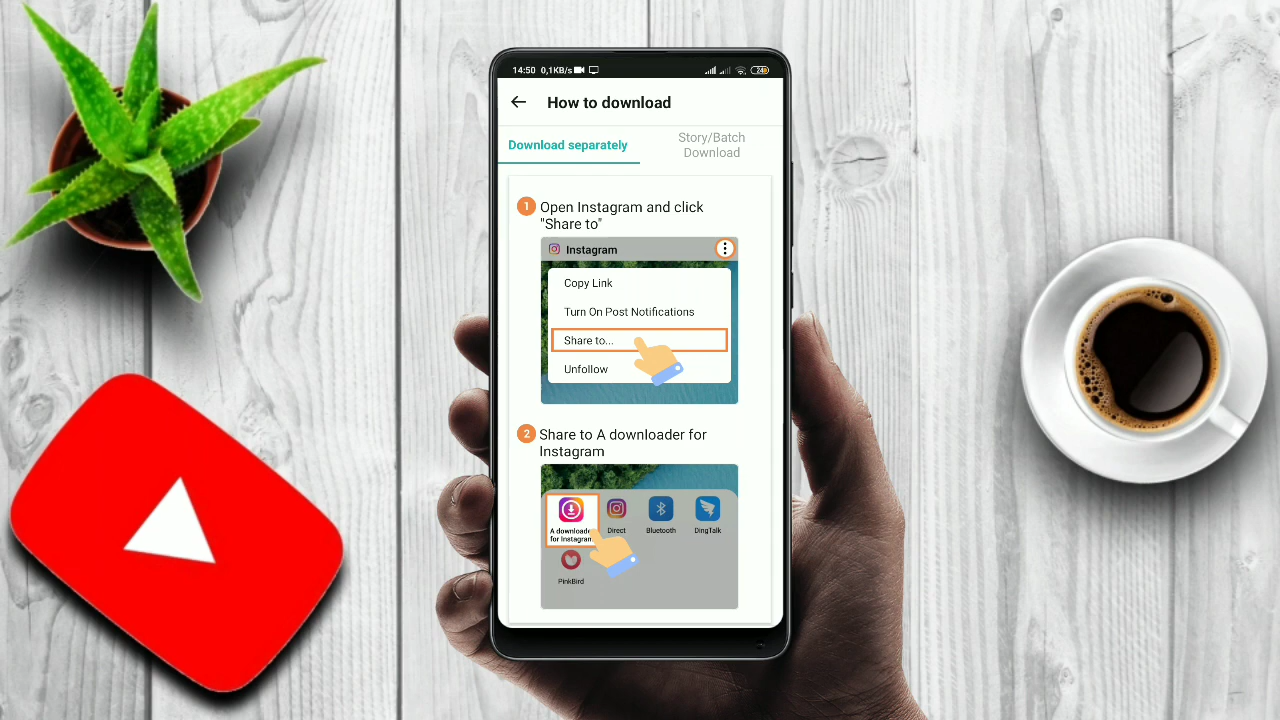 14:50 0,1KB/s
24
How to download
Download separately
Story/Batch
Download
1
Open Instagram and click
"Share to"
Instagram
Copy Link
Turn On Post Notifications
Share to...
Unfollow
2
Share to A downloader for
Instagram
A downloader
for Instagram
Direct
Bluetooth
DingTalk
PinkBird